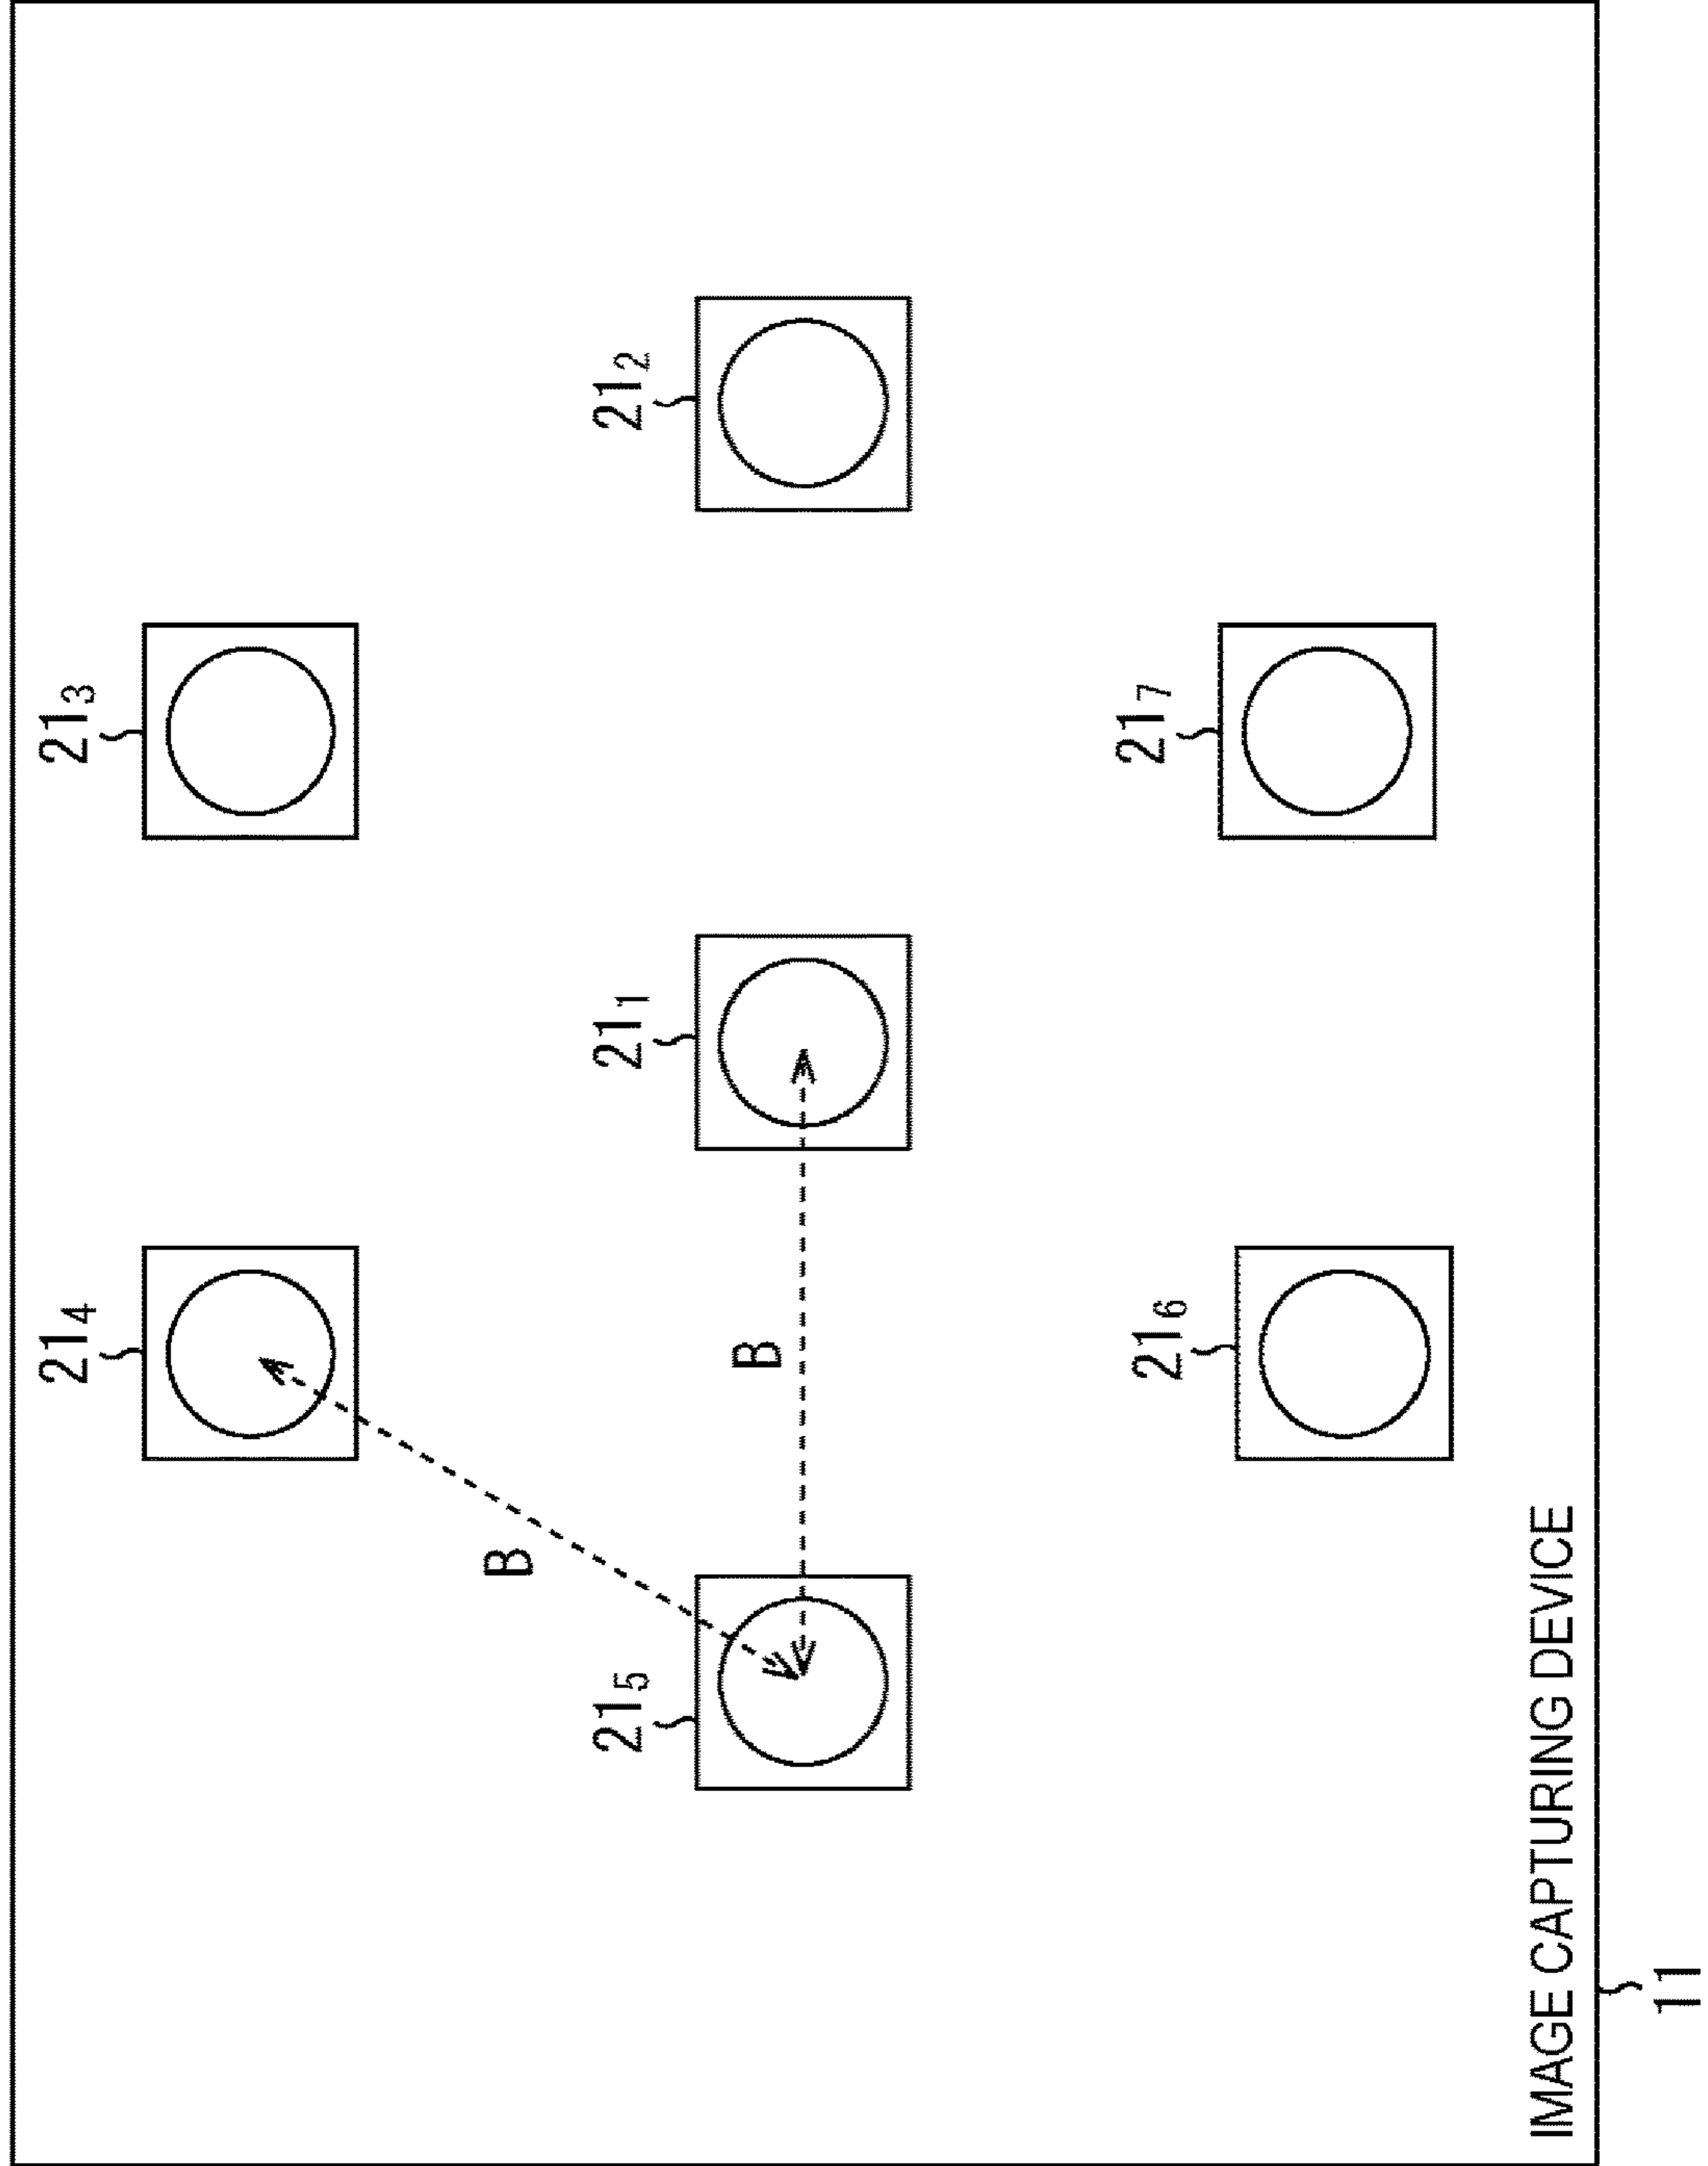 21₄
21₃
B
21₅
21₁
21₂
B
21₆
21₇
IMAGE CAPTURING DEVICE
11